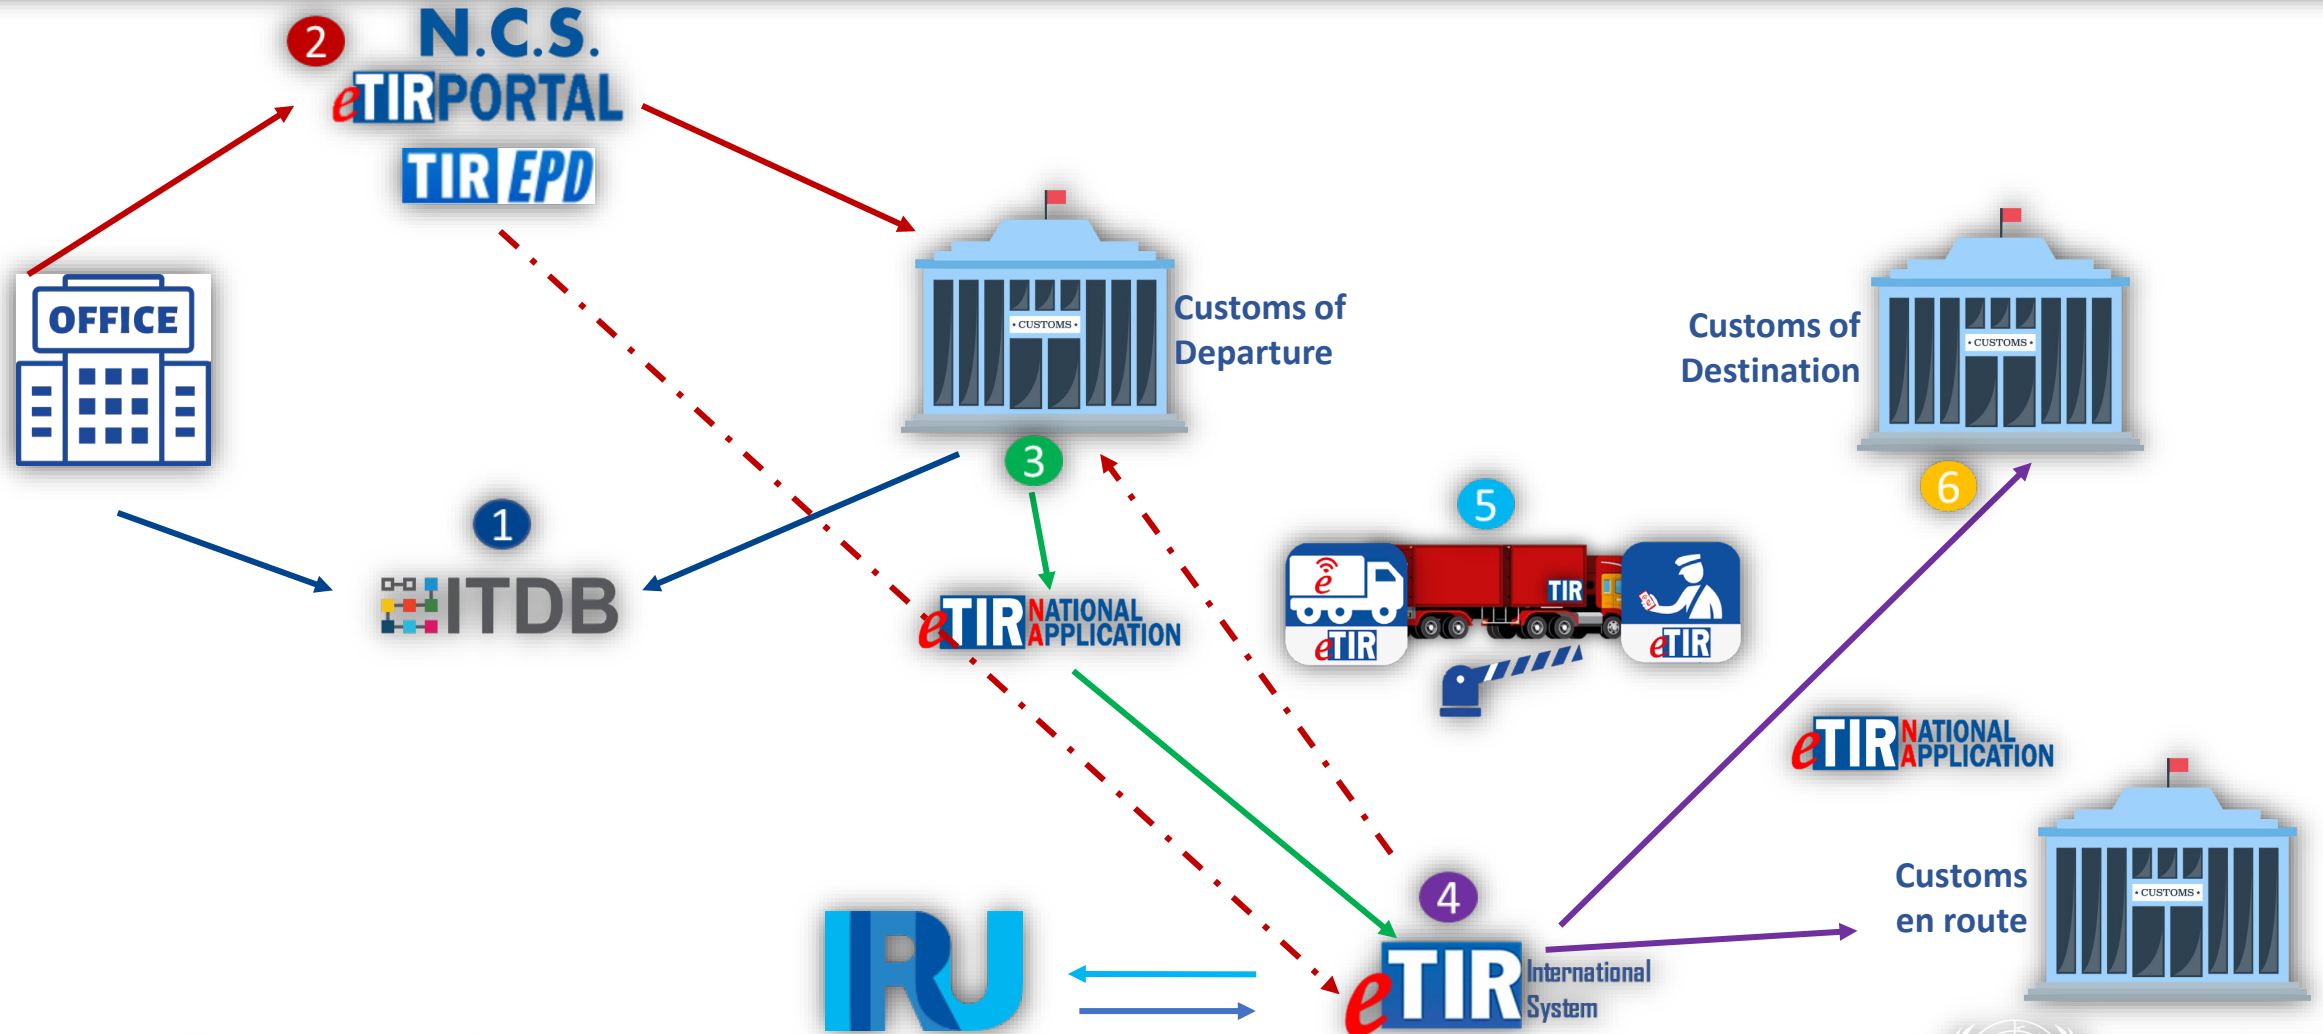 2
N.C.S.
eTIRPORTAL
TIR EPD
OFFICE
• CUSTOMS •
Customs of
Departure
Customs of
Destination
• CUSTOMS •
3
1
ITDB
eTIR NATIONAL
APPLICATION
5
e
TIR
eTIR
eTIR
6
eTIR NATIONAL
APPLICATION
Customs
en route
• CUSTOMS •
4
IRU
eTIR International
System